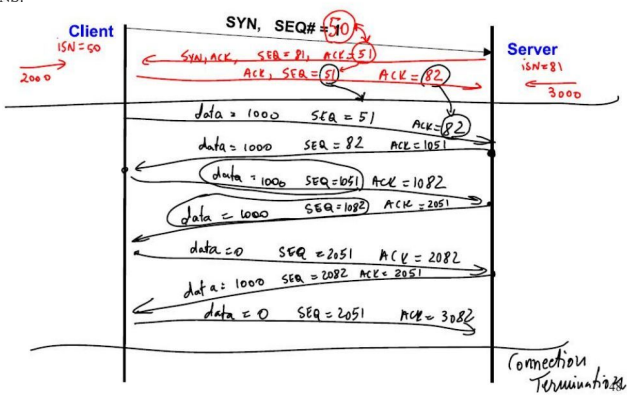 SYN, SEQ# = 50
Client
ISN=50
SYN, ACK, SEQ = 81, ACK = 51
Server
ISN=81
2000
ACK, SEQ = 51 ACK = 82
3000
data = 1000 SEQ = 51 ACK = 82
data = 1000 SEQ = 82 ACK = 1051
data = 1000 SEQ = 1051 ACK = 1082
data = 1000 SEQ = 1082 ACK = 2051
data = 0 SEQ = 2051 ACK = 2082
data = 1000 SEQ = 2082 ACK = 2051
data = 0 SEQ = 2051 ACK = 3082
Connection
Termination